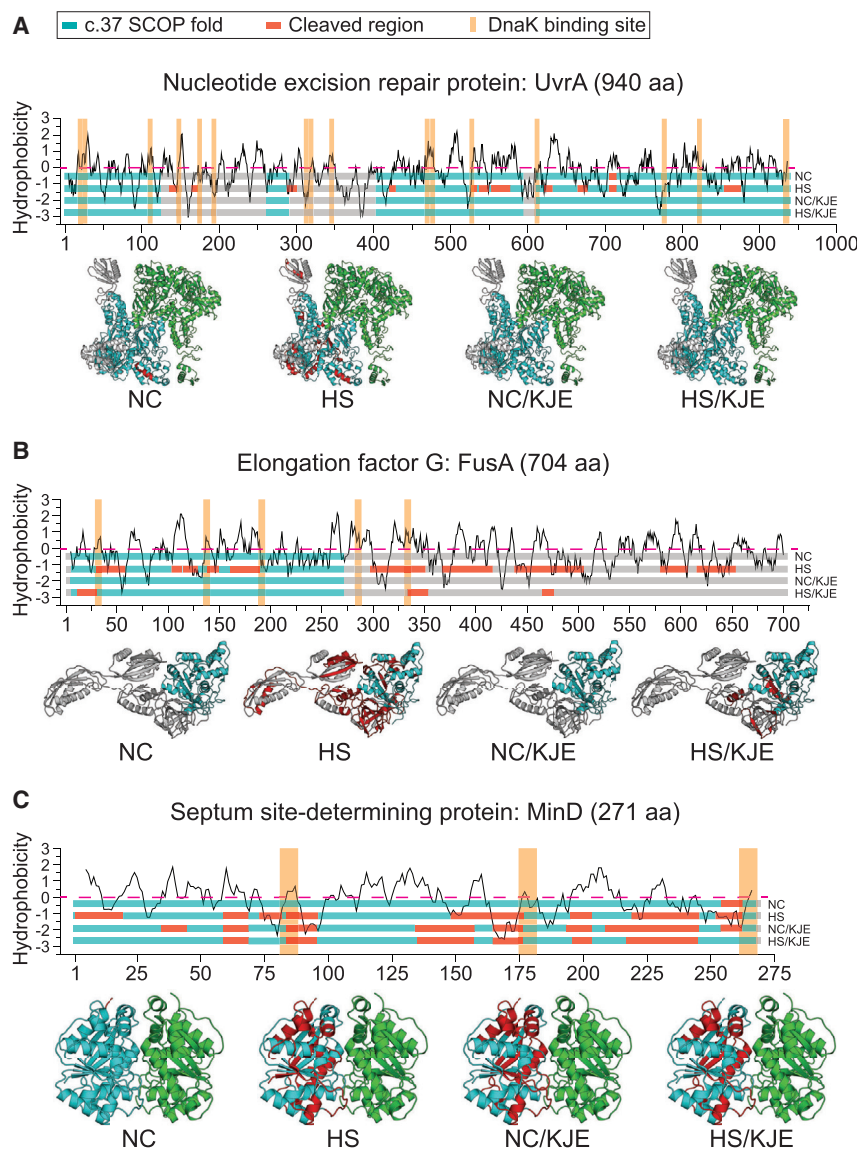 A
c.37 SCOP fold Cleaved region DnaK binding site
Nucleotide excision repair protein: UvrA (940 aa)
Hydrophobicity
3
2
1
0
-1
-2
-3
NC
HS
NC/KJE
HS/KJE
1 100 200 300 400 500 600 700 800 900 1000
NC HS NC/KJE HS/KJE
B
Elongation factor G: FusA (704 aa)
Hydrophobicity
3
2
1
0
-1
-2
-3
NC
HS
NC/KJE
HS/KJE
1 50 100 150 200 250 300 350 400 450 500 550 600 650 700
NC HS NC/KJE HS/KJE
C
Septum site-determining protein: MinD (271 aa)
Hydrophobicity
3
2
1
0
-1
-2
-3
NC
HS
NC/KJE
HS/KJE
1 25 50 75 100 125 150 175 200 225 250 275
NC HS NC/KJE HS/KJE